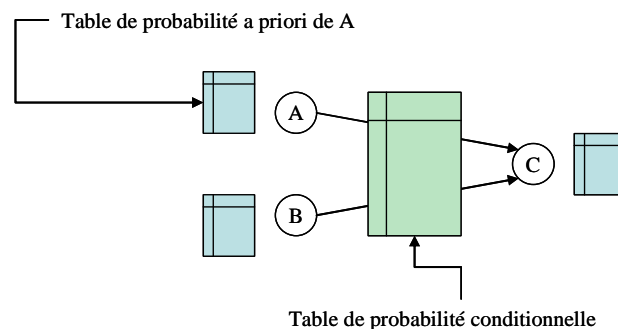 Table de probabilité a priori de A
A
C
B
Table de probabilité conditionnelle